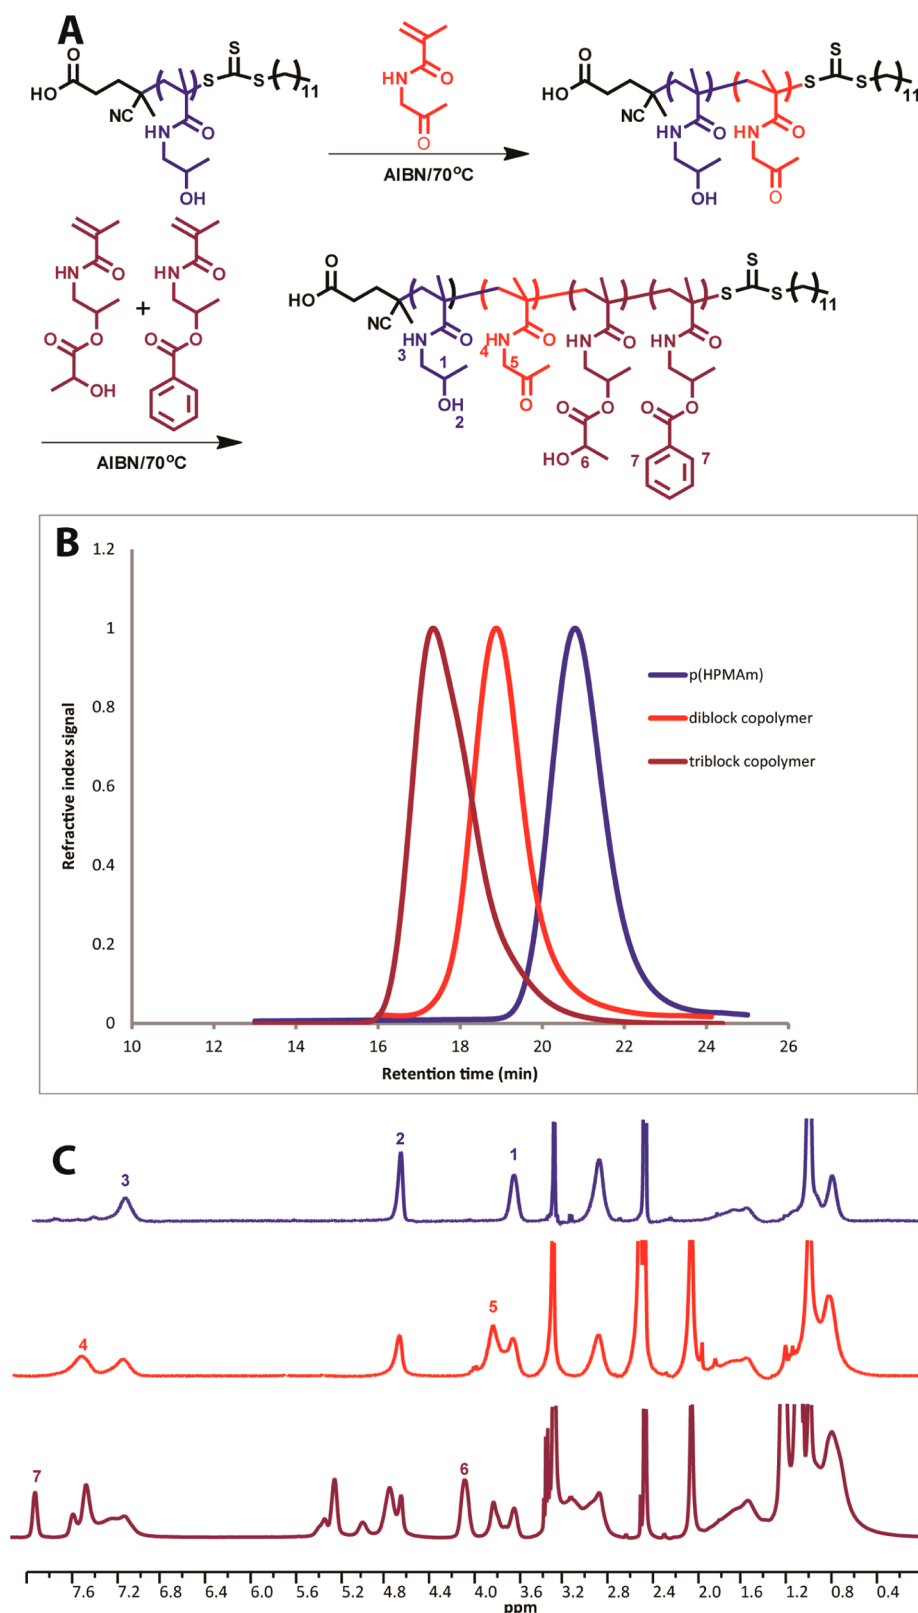 A
O
HO
NC
S
S
S
11
HN
O
OH
HN
O
O
AIBN/70°C
O
HO
NC
S
S
S
11
HN
O
OH
HN
O
O
HN
O
O
O
OH
+
HN
O
O
O
AIBN/70°C
O
HO
NC
S
S
S
11
HN
O
3
1
OH
2
HN
O
4
5
O
HN
O
O
O
HO
6
HN
O
O
O
7
7
B
1.2
1
0.8
0.6
0.4
0.2
0
Refractive index signal
p(HPMAm)
diblock copolymer
triblock copolymer
10 12 14 16 18 20 22 24 26
Retention time (min)
C
3 2 1
4 5
7 6
7.6 7.2 6.8 6.4 6.0 5.6 5.2 4.8 4.4 4.0 3.6 3.2 2.8 2.4 2.0 1.6 1.2 0.8 0.4
ppm